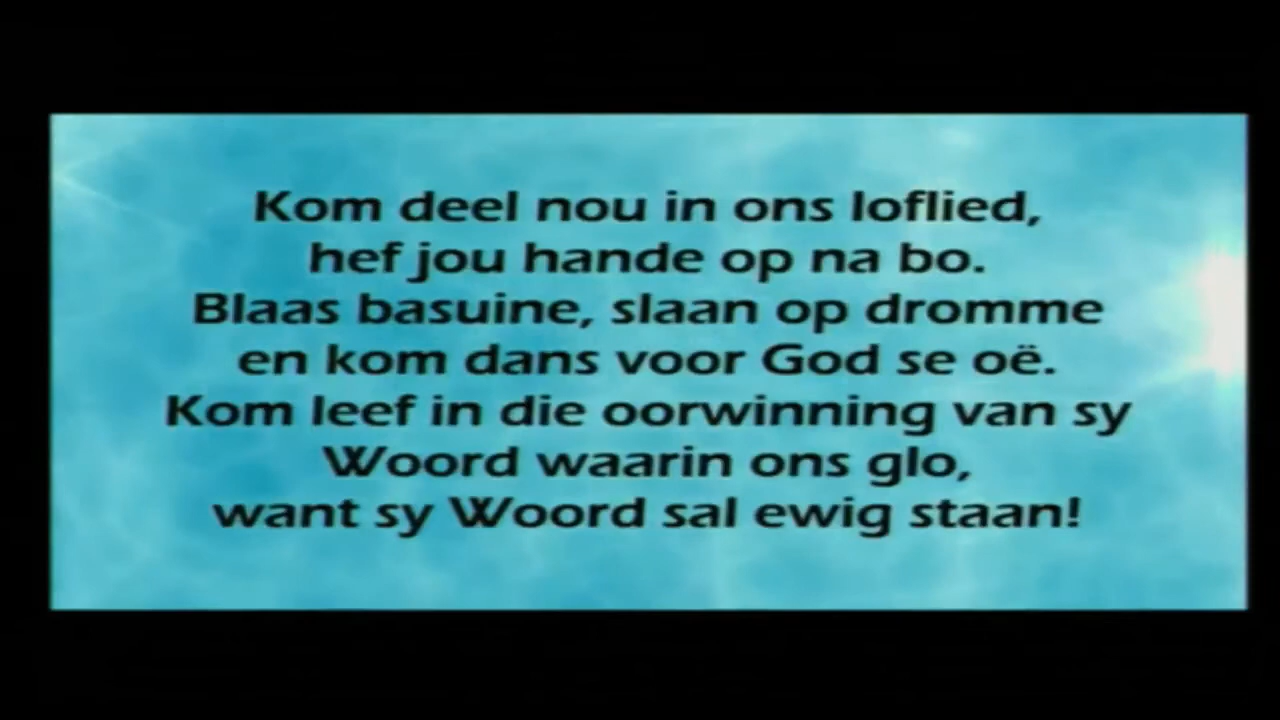 Kom deel nou in ons loflied,
hef jou hande op na bo.
Blaas basuine, slaan op dromme
en kom dans voor God se oë.
Kom leef in die oorwinning van sy
Woord waarin ons glo,
want sy Woord sal ewig staan!